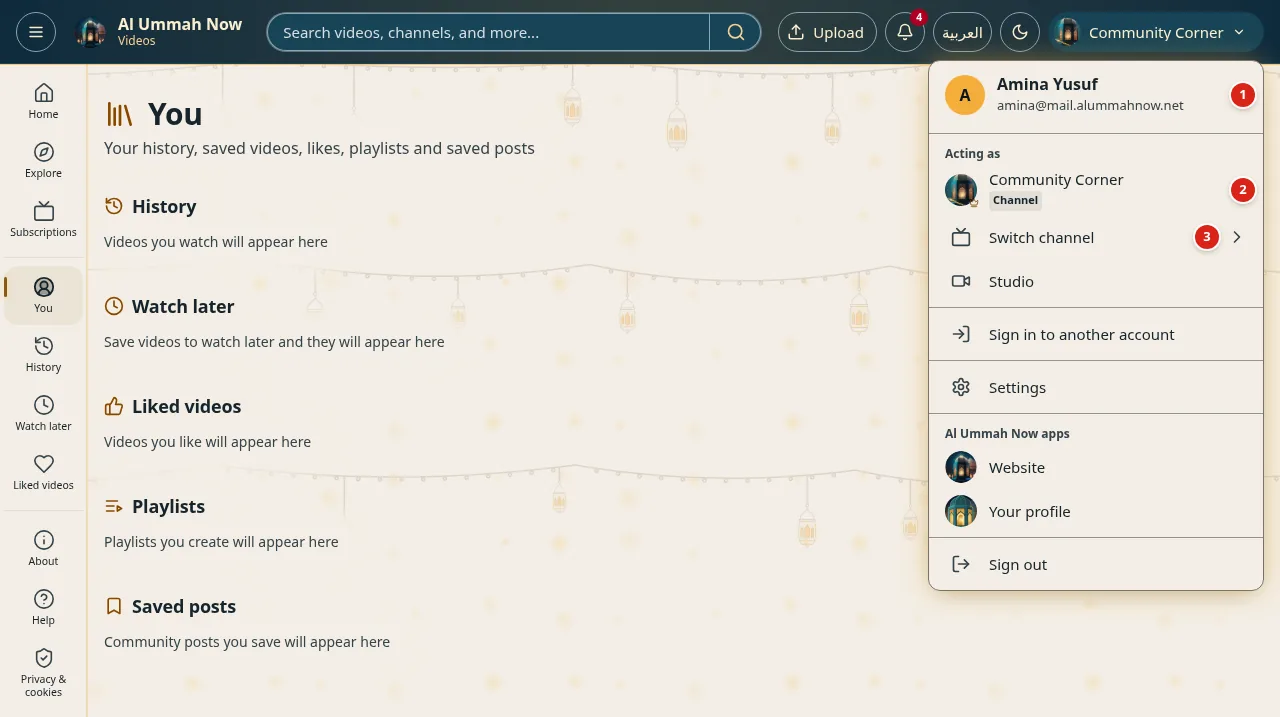 Al Ummah Now
Videos
Search videos, channels, and more...
Upload
4
العربية
Community Corner
Home
Explore
Subscriptions
You
History
Watch later
Liked videos
About
Help
Privacy &
cookies
You
Your history, saved videos, likes, playlists and saved posts
History
Videos you watch will appear here
Watch later
Save videos to watch later and they will appear here
Liked videos
Videos you like will appear here
Playlists
Playlists you create will appear here
Saved posts
Community posts you save will appear here
A
Amina Yusuf
amina@mail.alummahnow.net
1
Acting as
Community Corner
Channel
2
Switch channel
3
Studio
Sign in to another account
Settings
Al Ummah Now apps
Website
Your profile
Sign out